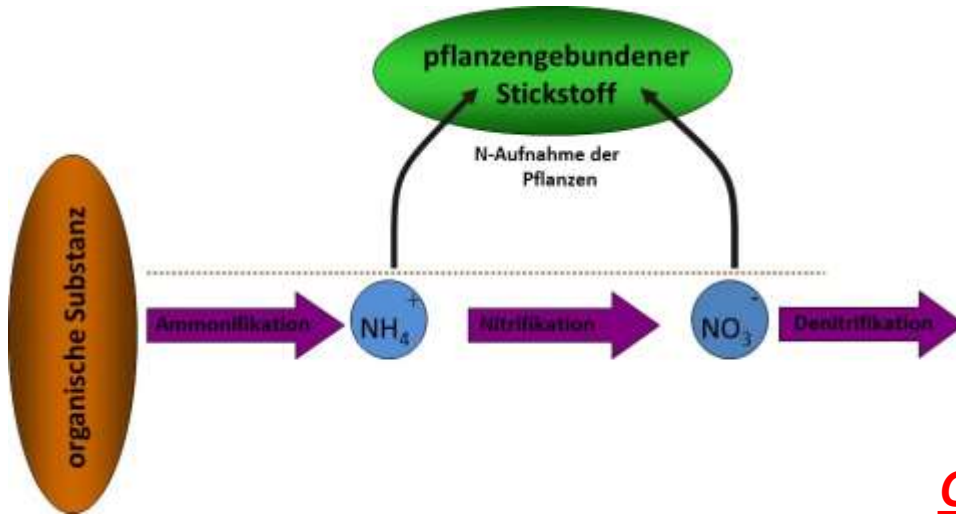 pflanzengebundener
Stickstoff
N-Aufnahme der
Pflanzen
organische Substanz
Ammonifikation
NH₄⁺
Nitrifikation
NO₃⁻
Denitrifikation